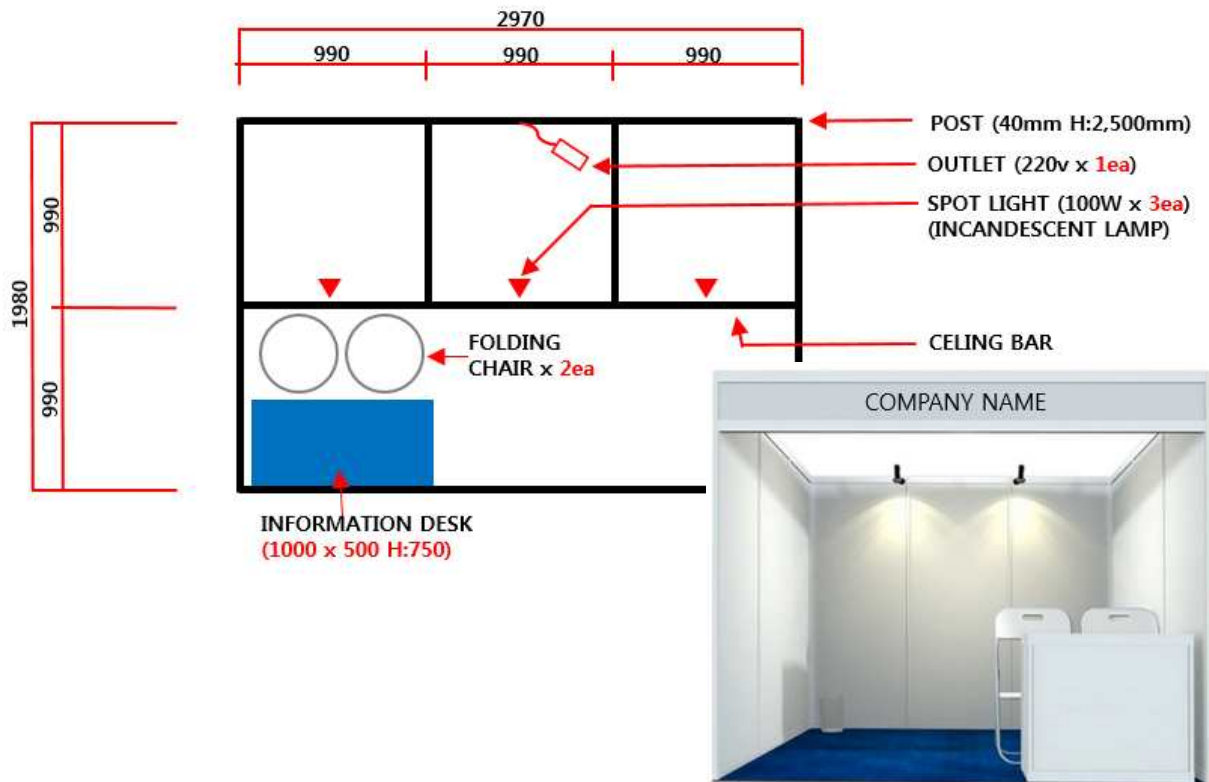 2970
990 990 990
POST (40mm H:2,500mm)
OUTLET (220v x 1ea)
SPOT LIGHT (100W x 3ea)
(INCANDESCENT LAMP)
990
1980
990
FOLDING
CHAIR x 2ea
CELING BAR
COMPANY NAME
INFORMATION DESK
(1000 x 500 H:750)